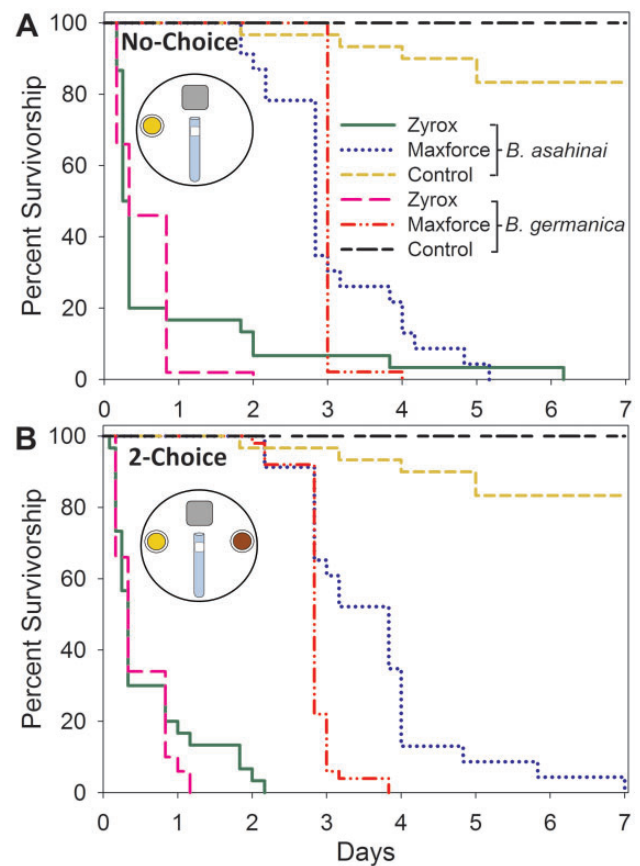 A
No-Choice
Percent Survivorship
100
80
60
40
20
0
Zyrox
Maxforce
Control
B. asahinai
Zyrox
Maxforce
Control
B. germanica
0 1 2 3 4 5 6 7
B
2-Choice
Percent Survivorship
100
80
60
40
20
0
0 1 2 3 4 5 6 7
Days